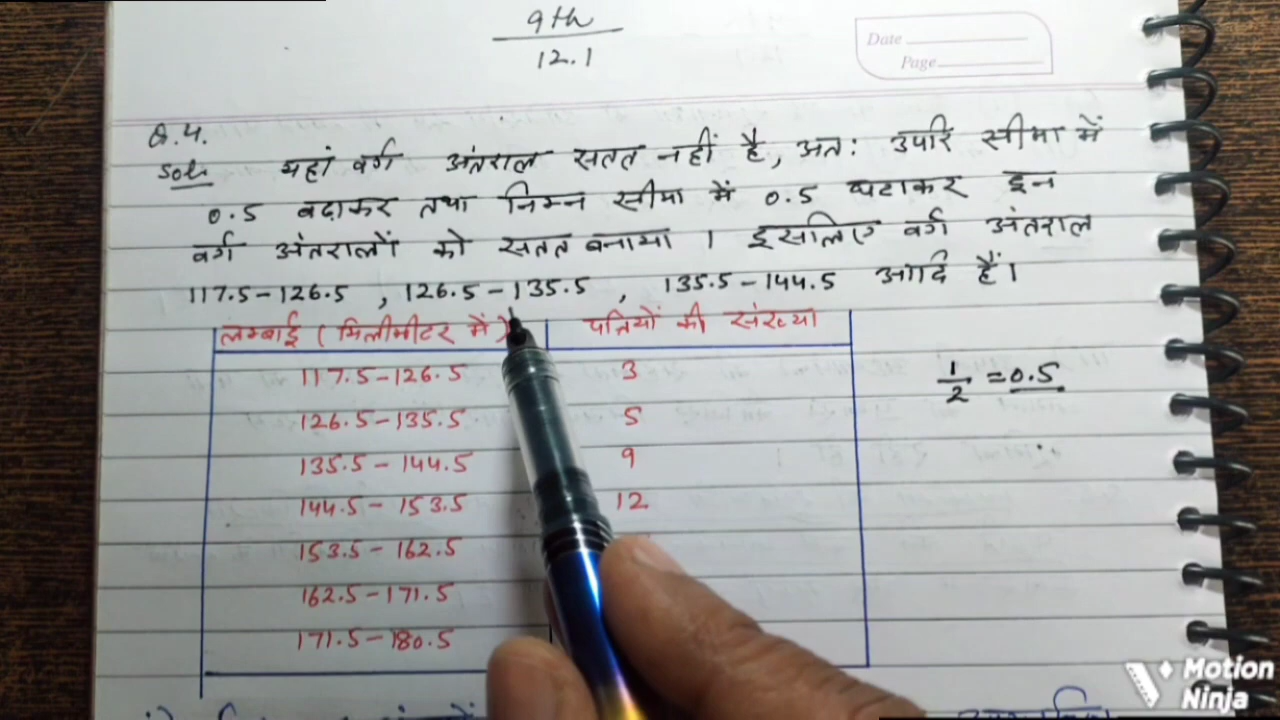 9th
12.1
Date
Page
Q.4.
Sol: यहां वर्ग अंतराल सतत नहीं है, अत: उपरि सीमा में
0.5 बढ़ाकर तथा निम्न सीमा में 0.5 घटाकर इन
वर्ग अंतरालों को सतत बनाया । इसलिए वर्ग अंतराल
117.5-126.5 , 126.5-135.5 , 135.5-144.5 आदि हैं।
लम्बाई ( मिलीमीटर में) पत्तियों की संख्या
117.5-126.5 3
126.5-135.5 5
135.5-144.5 9
144.5-153.5 12
153.5-162.5
162.5-171.5
171.5-180.5
1/2 = 0.5
Motion
Ninja